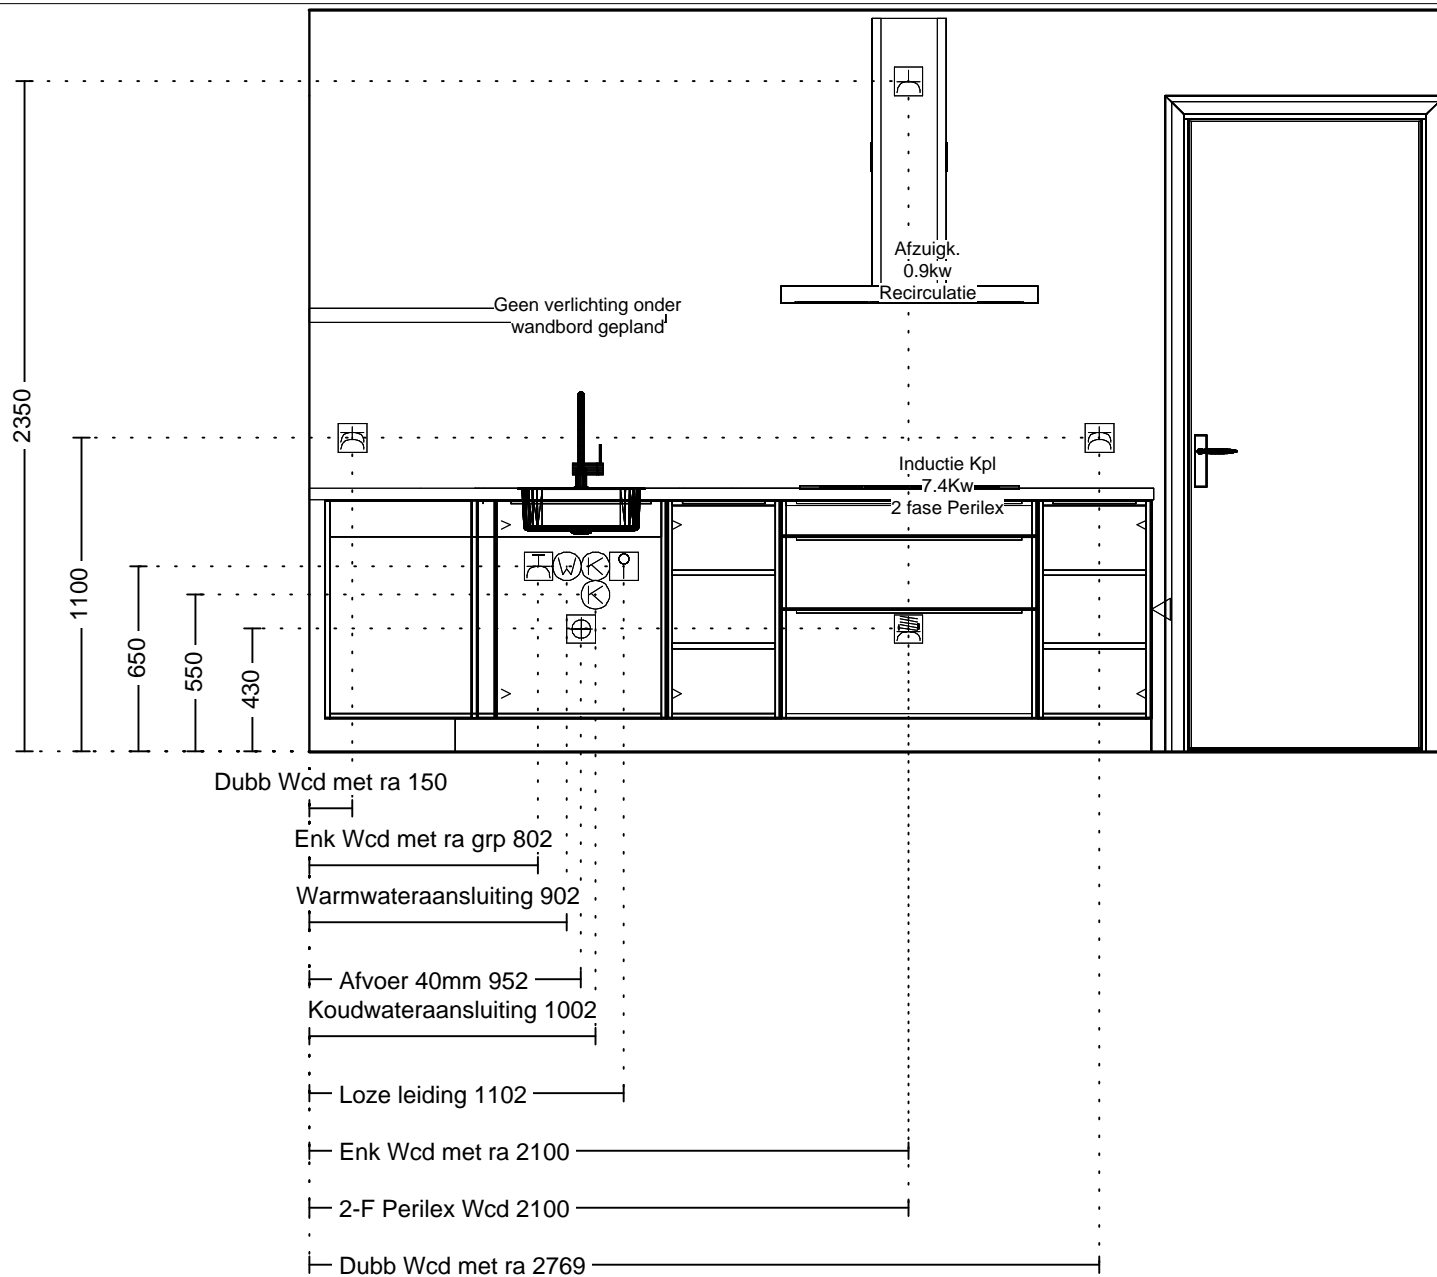 Afzuigk.
0.9kw
Recirculatie
Geen verlichting onder
wandbord gepland
2350
1100
650
550
430
Inductie Kpl
7.4Kw
2 fase Perilex
W
K
K
Dubb Wcd met ra 150
Enk Wcd met ra grp 802
Warmwateraansluiting 902
Afvoer 40mm 952
Koudwateraansluiting 1002
Loze leiding 1102
Enk Wcd met ra 2100
2-F Perilex Wcd 2100
Dubb Wcd met ra 2769